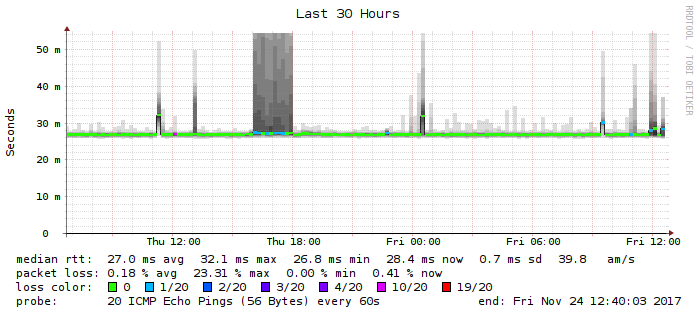 Last 30 Hours
RRDTOOL / TOBI OETIKER
Seconds
50 m
40 m
30 m
20 m
10 m
0
Thu 12:00 Thu 18:00 Fri 00:00 Fri 06:00 Fri 12:00
median rtt: 27.0 ms avg 32.1 ms max 26.8 ms min 28.4 ms now 0.7 ms sd 39.8 am/s
packet loss: 0.18 % avg 23.31 % max 0.00 % min 0.41 % now
loss color: 0 1/20 2/20 3/20 4/20 10/20 19/20
probe: 20 ICMP Echo Pings (56 Bytes) every 60s end: Fri Nov 24 12:40:03 2017